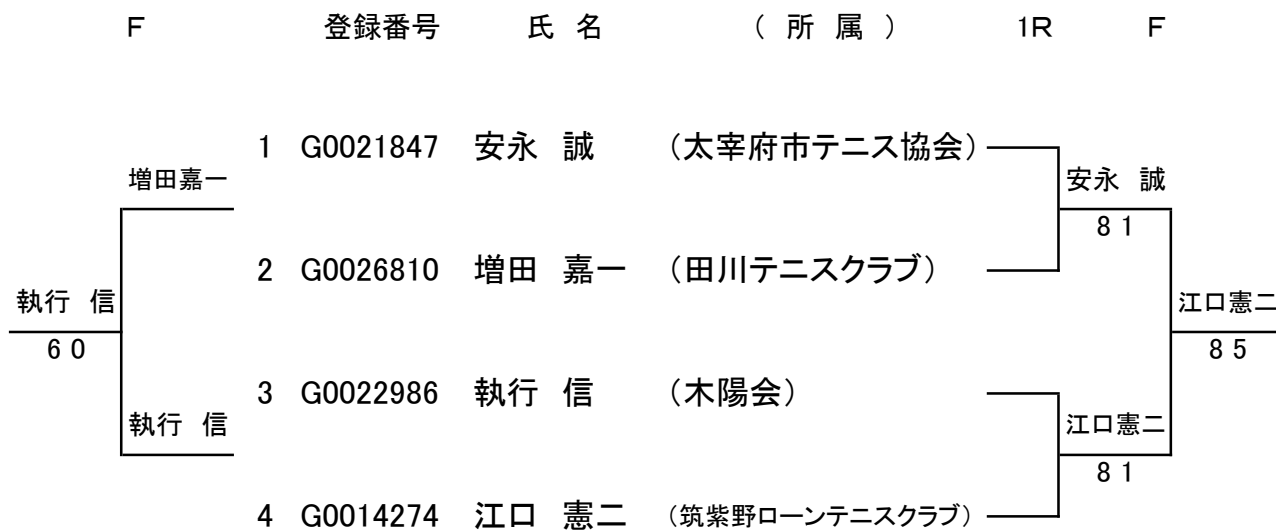 F 登録番号 氏 名 ( 所 属 ) 1R F
1 G0021847 安永 誠 (太宰府市テニス協会)
増田嘉一 安永 誠
8 1
2 G0026810 増田 嘉一 (田川テニスクラブ)
執行 信 江口憲二
6 0 8 5
3 G0022986 執行 信 (木陽会)
執行 信 江口憲二
8 1
4 G0014274 江口 憲二 (筑紫野ローンテニスクラブ)